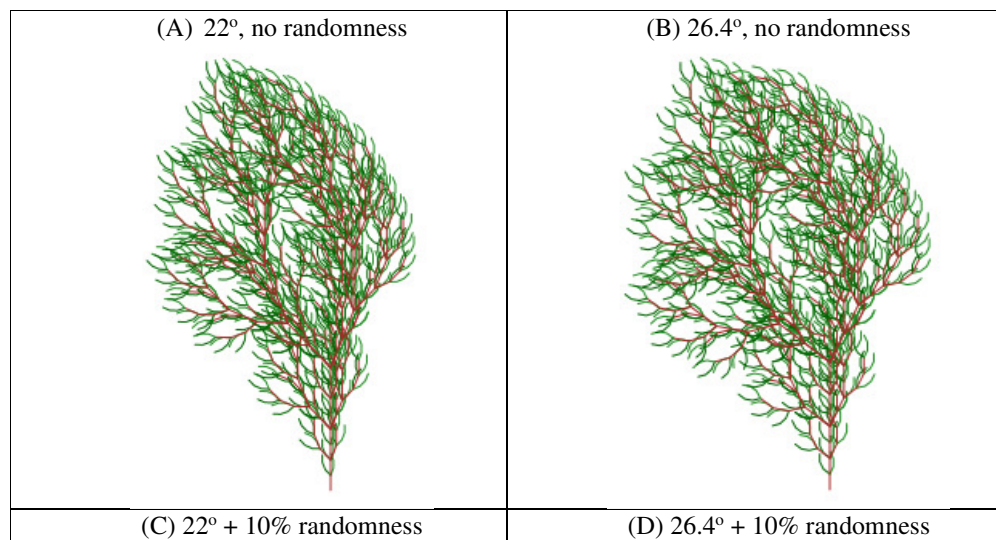 (A) 22º, no randomness
(B) 26.4º, no randomness
(C) 22º + 10% randomness
(D) 26.4º + 10% randomness